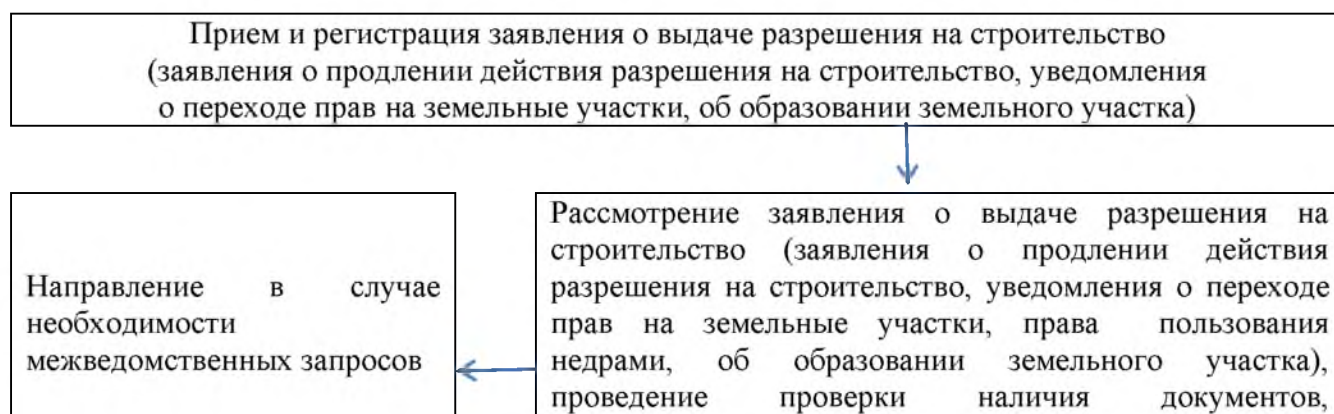 Прием и регистрация заявления о выдаче разрешения на строительство
(заявления о продлении действия разрешения на строительство, уведомления
о переходе прав на земельные участки, об образовании земельного участка)
Направление в случае
необходимости
межведомственных запросов
Рассмотрение заявления о выдаче разрешения на
строительство (заявления о продлении действия
разрешения на строительство, уведомления о переходе
прав на земельные участки, права пользования
недрами, об образовании земельного участка),
проведение проверки наличия документов,